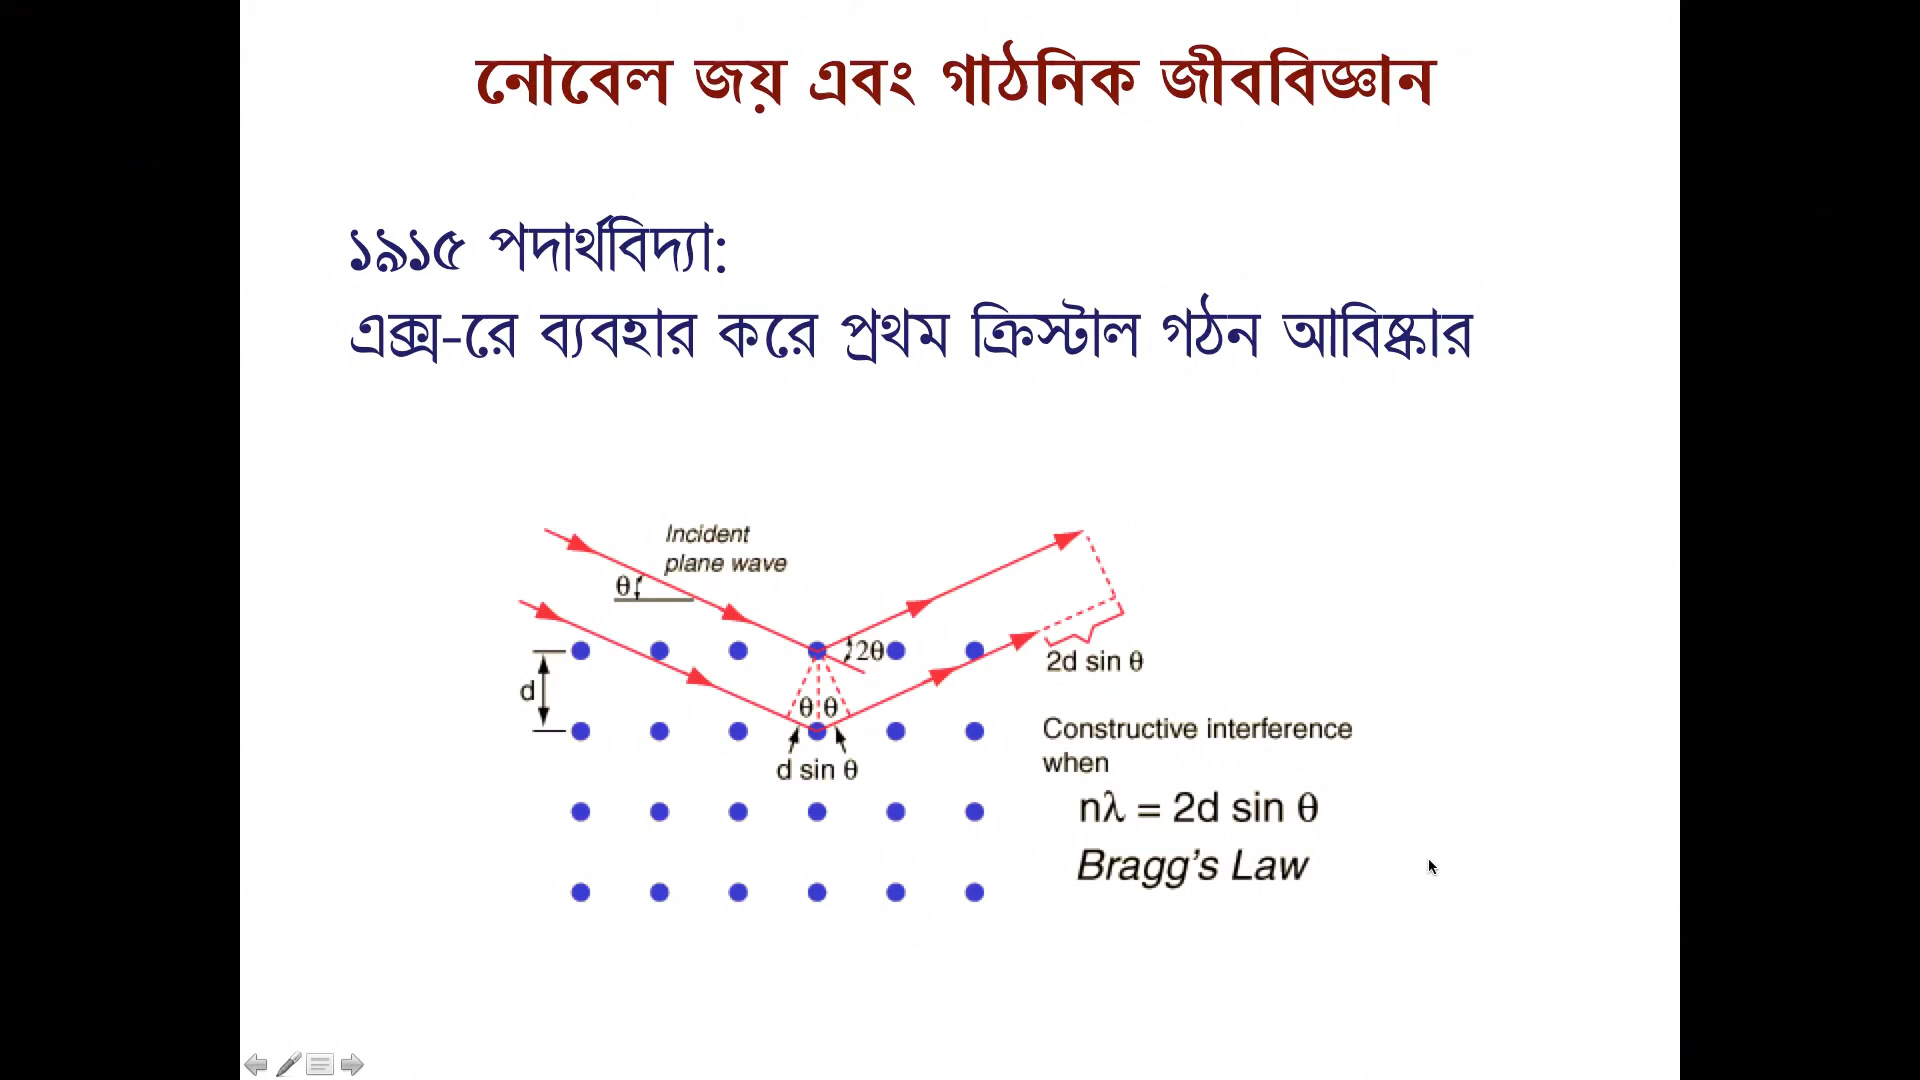 নোবেল জয় এবং গাঠনিক জীববিজ্ঞান
১৯১৫ পদার্থবিদ্যা:
এক্স-রে ব্যবহার করে প্রথম ক্রিস্টাল গঠন আবিষ্কার
Incident
plane wave
θ
2θ
2d sin θ
d
θ θ
d sin θ
Constructive interference
when
nλ = 2d sin θ
Bragg's Law